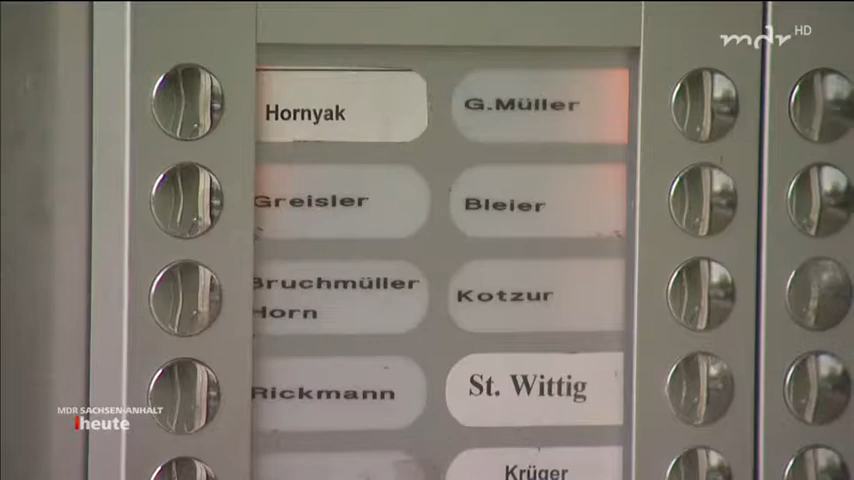 mdr HD
Hornyak
G.Müller
Greisler
Bleier
Bruchmüller
Horn
Kotzur
Rickmann
St. Wittig
Krüger
MDR SACHSEN-ANHALT
heute